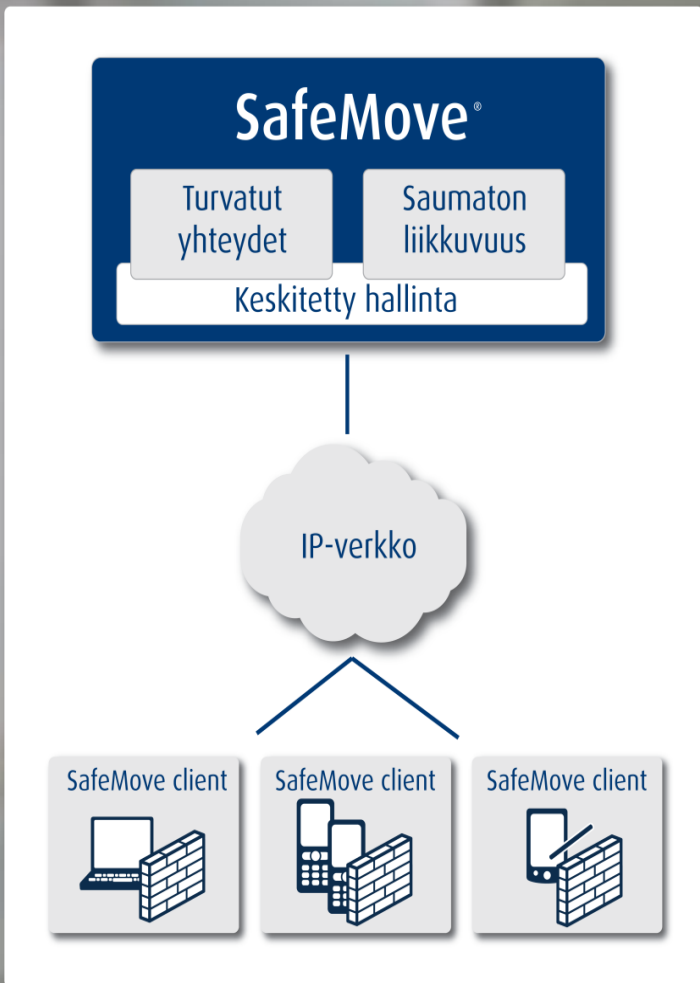 SafeMove®
Turvatut
yhteydet
Saumaton
liikkuvuus
Keskitetty hallinta
IP-verkko
SafeMove client
SafeMove client
SafeMove client